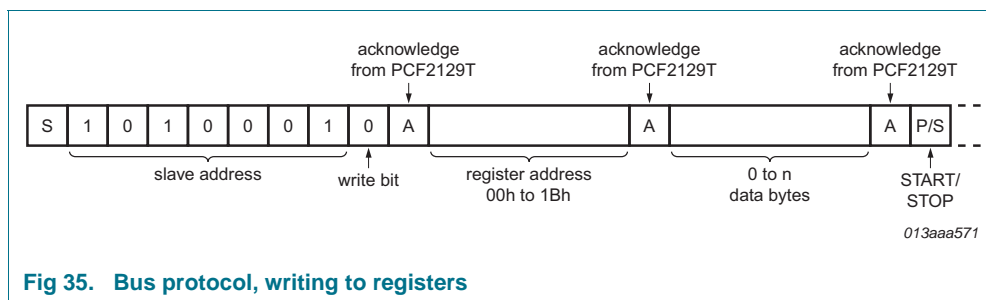 acknowledge
from PCF2129T
acknowledge
from PCF2129T
acknowledge
from PCF2129T
S 1 0 1 0 0 0 1 0 A A A P/S
slave address
write bit
register address
00h to 1Bh
0 to n
data bytes
START/
STOP
013aaa571
Fig 35. Bus protocol, writing to registers